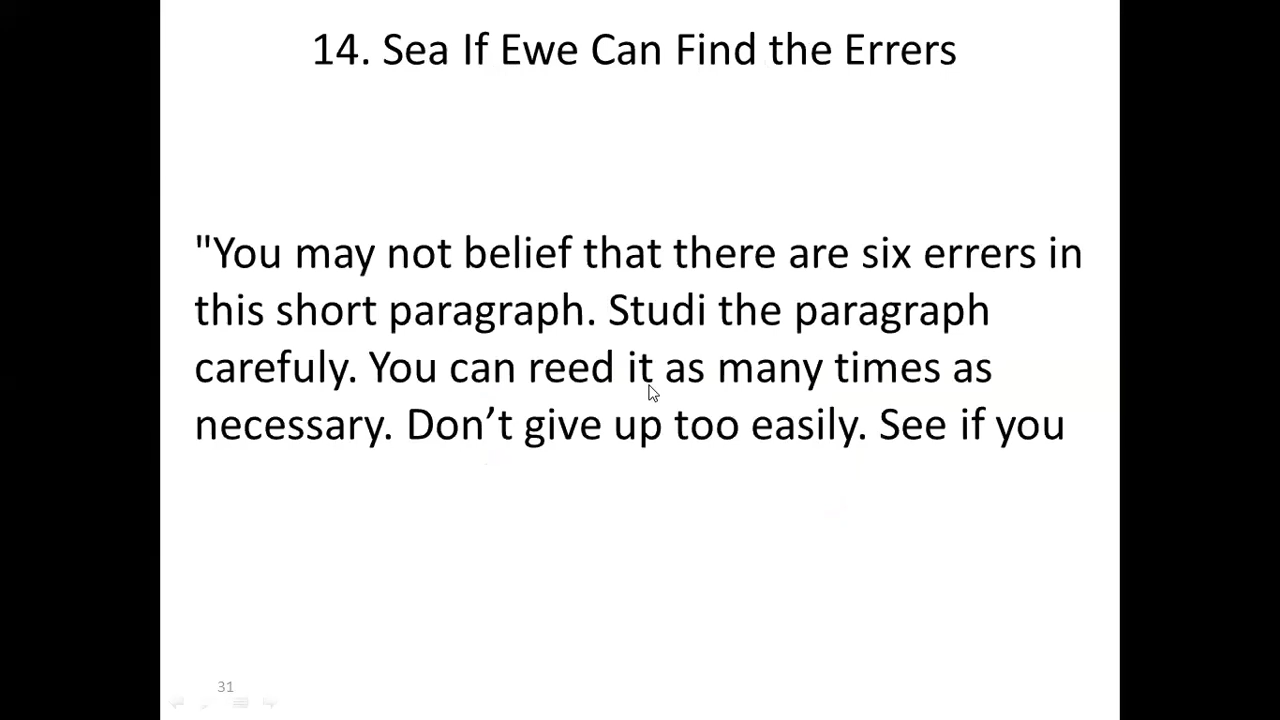 14. Sea If Ewe Can Find the Errers
"You may not belief that there are six errers in
this short paragraph. Studi the paragraph
carefuly. You can reed it as many times as
necessary. Don’t give up too easily. See if you
31